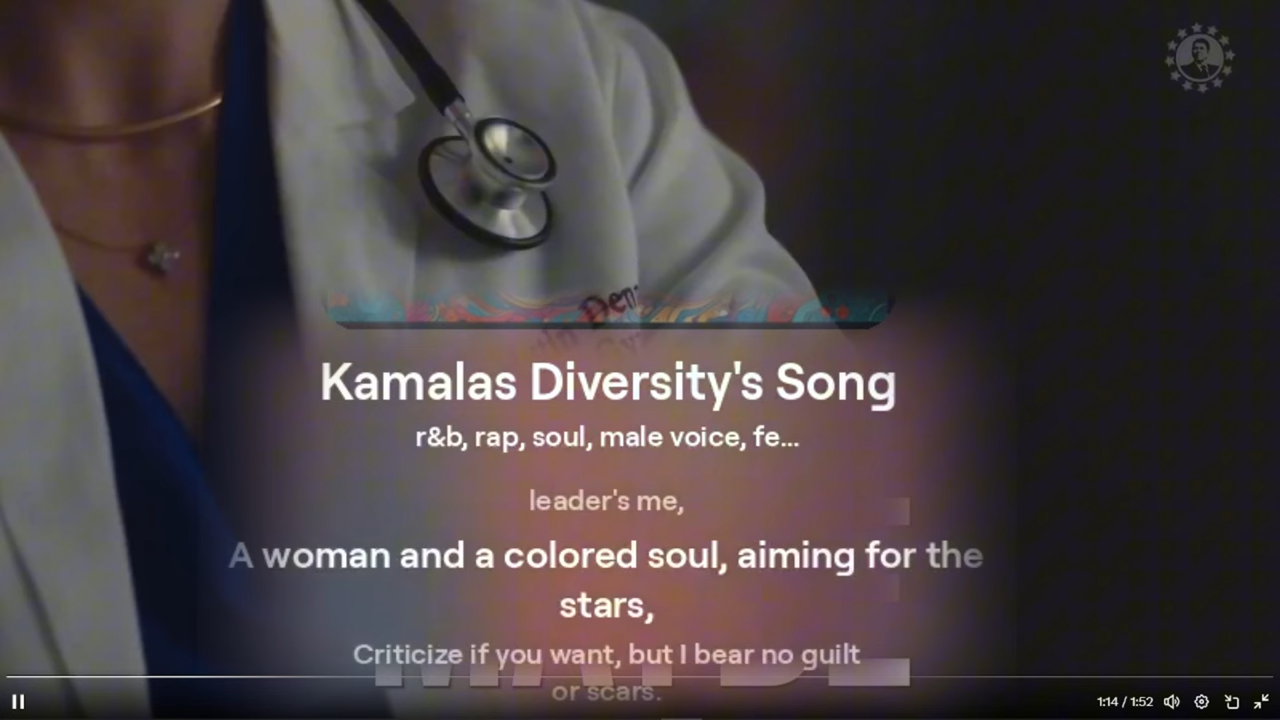 Kamalas Diversity's Song
r&b, rap, soul, male voice, fe...
leader's me,
A woman and a colored soul, aiming for the
stars,
Criticize if you want, but I bear no guilt
or scars.
1:14 / 1:52